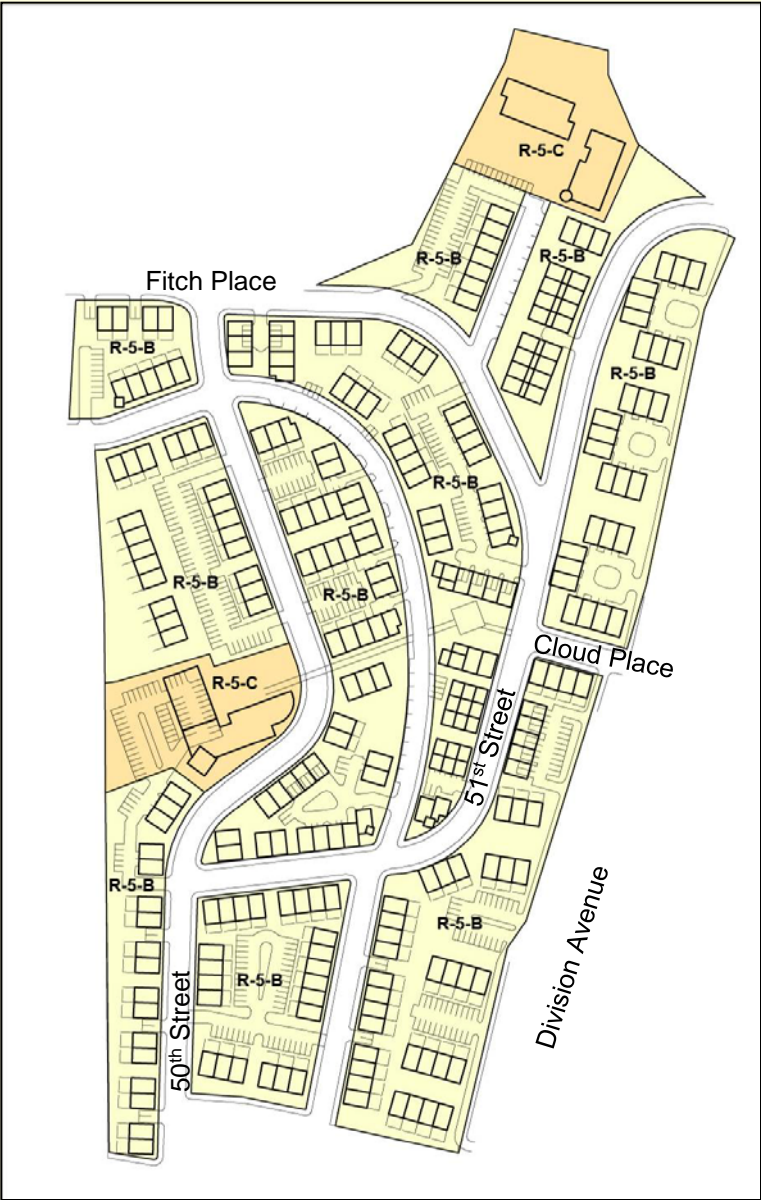 R-5-C
R-5-B
R-5-B
Fitch Place
R-5-B
R-5-B
R-5-B
R-5-B
R-5-B
Cloud Place
R-5-C
51st Street
R-5-B
R-5-B
Division Avenue
R-5-B
50th Street